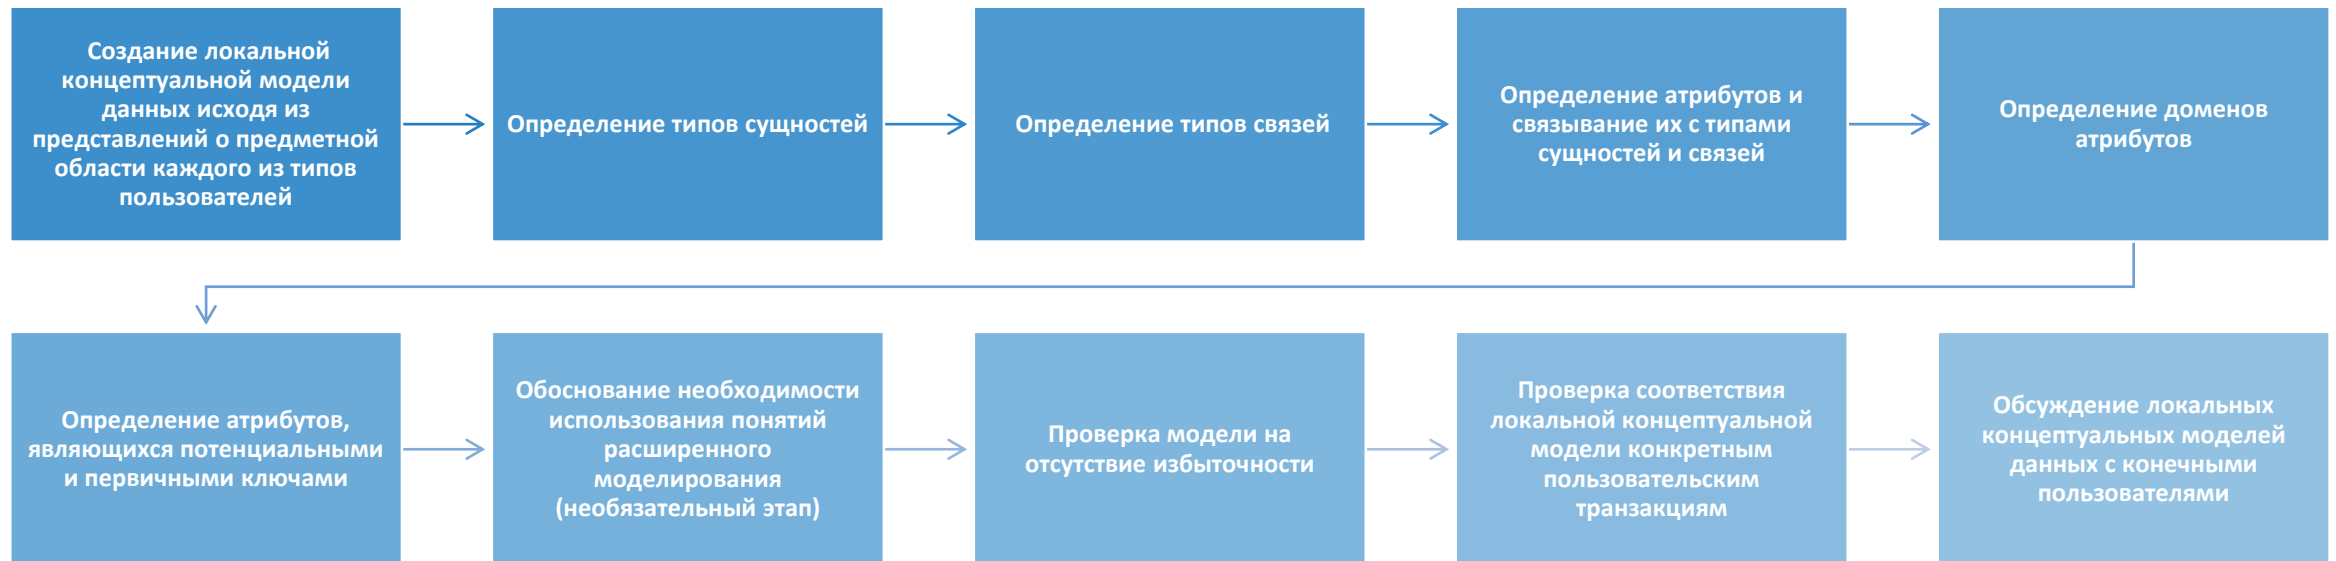 Создание локальной
концептуальной модели
данных исходя из
представлений о предметной
области каждого из типов
пользователей
Определение типов сущностей
Определение типов связей
Определение атрибутов и
связывание их с типами
сущностей и связей
Определение доменов
атрибутов
Определение атрибутов,
являющихся потенциальными
и первичными ключами
Обоснование необходимости
использования понятий
расширенного
моделирования
(необязательный этап)
Проверка модели на
отсутствие избыточности
Проверка соответствия
локальной концептуальной
модели конкретным
пользовательским
транзакциям
Обсуждение локальных
концептуальных моделей
данных с конечными
пользователями